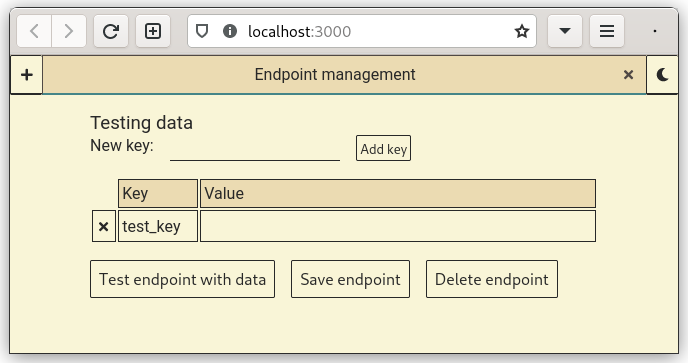 localhost:3000
Endpoint management
Testing data
New key:
Add key
Key Value
test_key
Test endpoint with data Save endpoint Delete endpoint